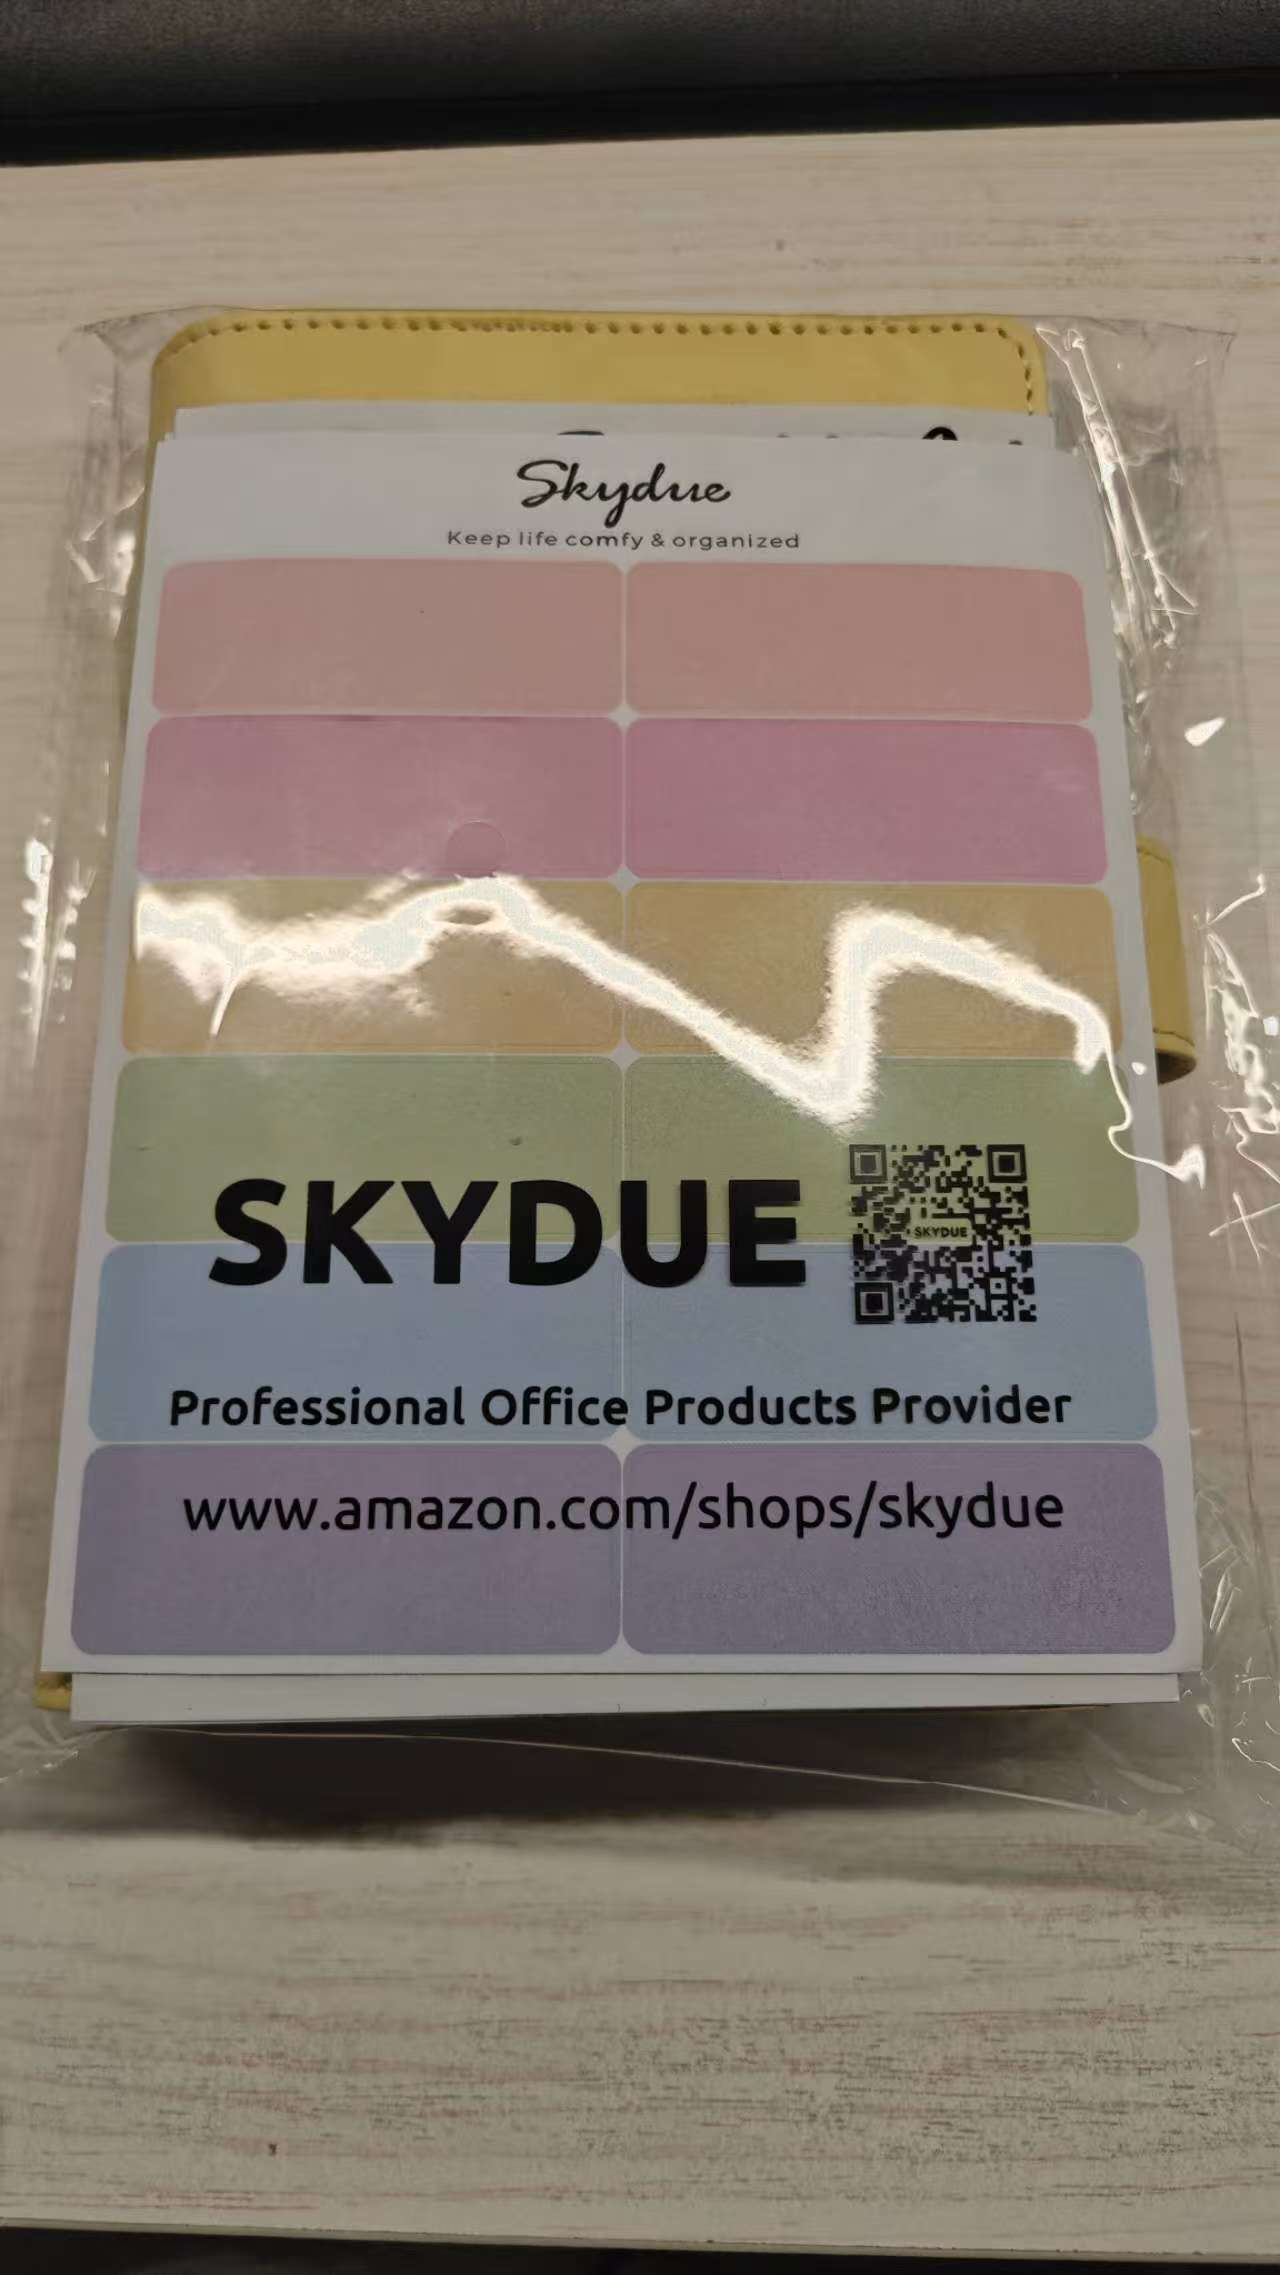 Skydue
Keep life comfy & organized
SKYDUE
SKYDUE
Professional Office Products Provider
www.amazon.com/shops/skydue